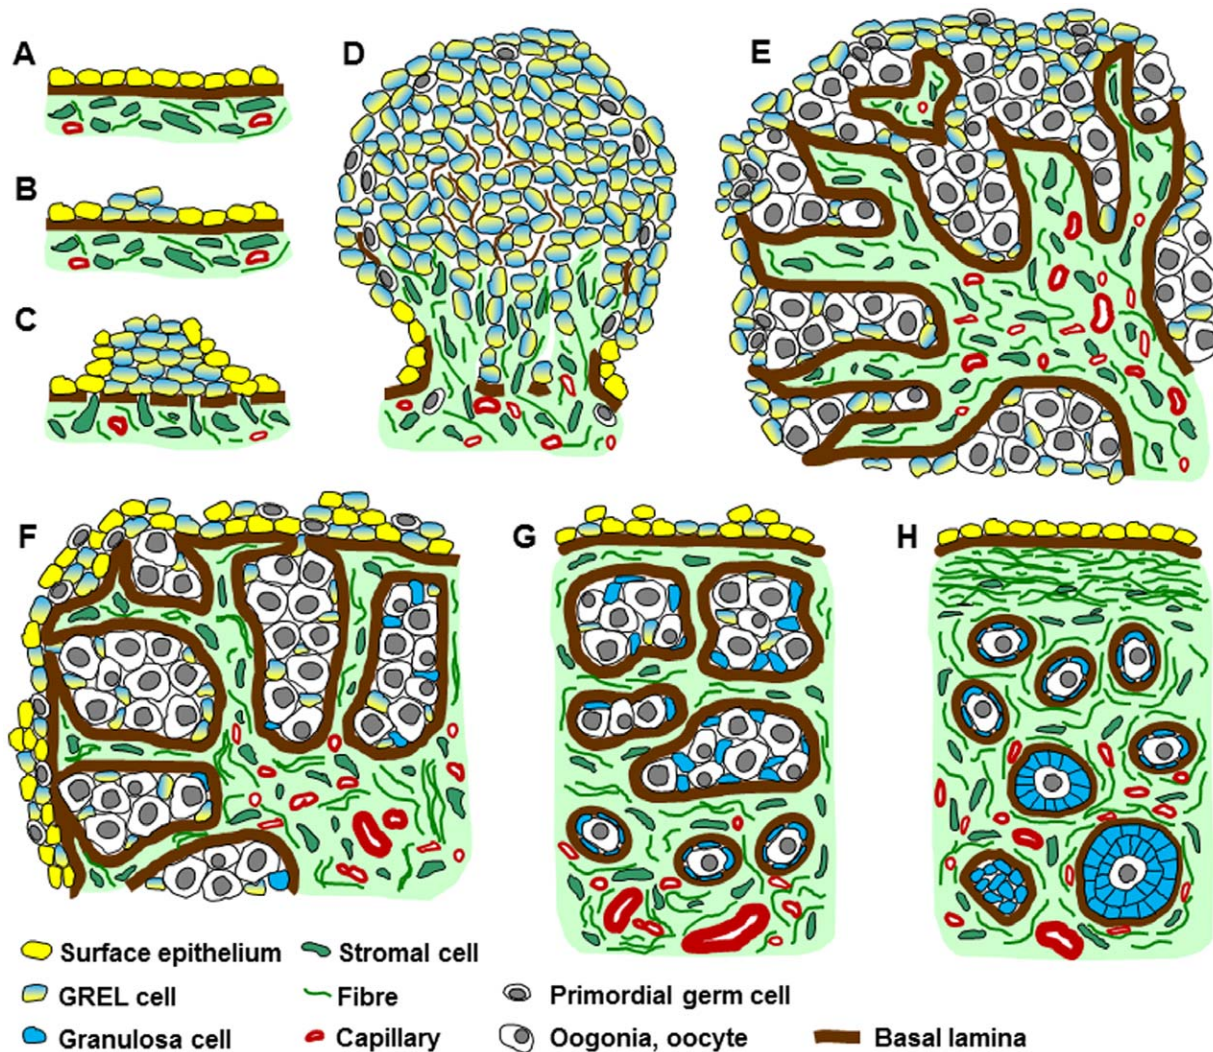 A
B
C
D
E
F
G
H
Surface epithelium
Stromal cell
GREL cell
Fibre
Primordial germ cell
Granulosa cell
Capillary
Oogonia, oocyte
Basal lamina